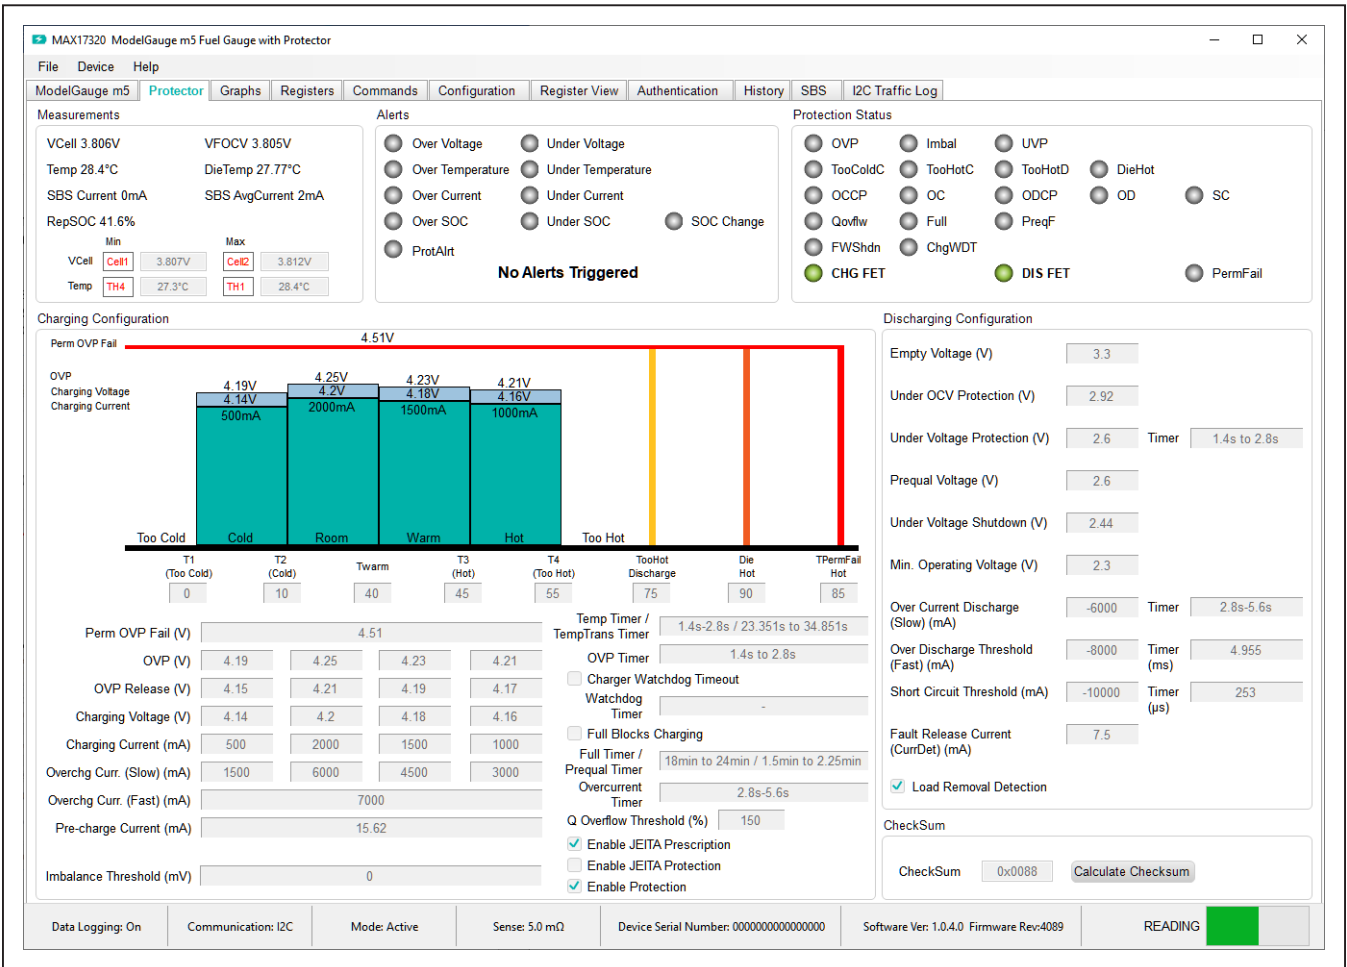 MAX17320 ModelGauge m5 Fuel Gauge with Protector
File Device Help
ModelGauge m5 Protector Graphs Registers Commands Configuration Register View Authentication History SBS I2C Traffic Log
Measurements
VCell 3.806V VFOCV 3.805V
Temp 28.4°C DieTemp 27.77°C
SBS Current 0mA SBS AvgCurrent 2mA
RepSOC 41.6%
Min Max
VCell Cell1 3.807V Cell2 3.812V
Temp TH4 27.3°C TH1 28.4°C
Alerts
Over Voltage Under Voltage
Over Temperature Under Temperature
Over Current Under Current
Over SOC Under SOC SOC Change
ProtAlrt
No Alerts Triggered
Protection Status
OVP Imbal UVP
TooColdC TooHotC TooHotD DieHot
OCCP OC ODCP OD SC
Qovflw Full PreqF
FWShdn ChgWDT
CHG FET DIS FET PermFail
Charging Configuration
Perm OVP Fail 4.51V
OVP 4.19V 4.25V 4.23V 4.21V
Charging Voltage 4.14V 4.2V 4.18V 4.16V
Charging Current 500mA 2000mA 1500mA 1000mA
Too Cold Cold Room Warm Hot Too Hot
T1 T2 Twarm T3 T4 TooHot Die TPermFail
(Too Cold) (Cold) (Hot) (Too Hot) Discharge Hot Hot
0 10 40 45 55 75 90 85
Perm OVP Fail (V) 4.51
OVP (V) 4.19 4.25 4.23 4.21
OVP Release (V) 4.15 4.21 4.19 4.17
Charging Voltage (V) 4.14 4.2 4.18 4.16
Charging Current (mA) 500 2000 1500 1000
Overchg Curr. (Slow) (mA) 1500 6000 4500 3000
Overchg Curr. (Fast) (mA) 7000
Pre-charge Current (mA) 15.62
Imbalance Threshold (mV) 0
Temp Timer /
TempTrans Timer 1.4s-2.8s / 23.351s to 34.851s
OVP Timer 1.4s to 2.8s
Charger Watchdog Timeout
Watchdog
Timer -
Full Blocks Charging
Full Timer /
Prequal Timer 18min to 24min / 1.5min to 2.25min
Overcurrent
Timer 2.8s-5.6s
Q Overflow Threshold (%) 150
Enable JEITA Prescription
Enable JEITA Protection
Enable Protection
Discharging Configuration
Empty Voltage (V) 3.3
Under OCV Protection (V) 2.92
Under Voltage Protection (V) 2.6 Timer 1.4s to 2.8s
Prequal Voltage (V) 2.6
Under Voltage Shutdown (V) 2.44
Min. Operating Voltage (V) 2.3
Over Current Discharge
(Slow) (mA) -6000 Timer 2.8s-5.6s
Over Discharge Threshold
(Fast) (mA) -8000 Timer (ms) 4.955
Short Circuit Threshold (mA) -10000 Timer (μs) 253
Fault Release Current
(CurrDet) (mA) 7.5
Load Removal Detection
CheckSum
CheckSum 0x0088 Calculate Checksum
Data Logging: On Communication: I2C Mode: Active Sense: 5.0 mΩ Device Serial Number: 0000000000000000 Software Ver: 1.0.4.0 Firmware Rev:4089 READING